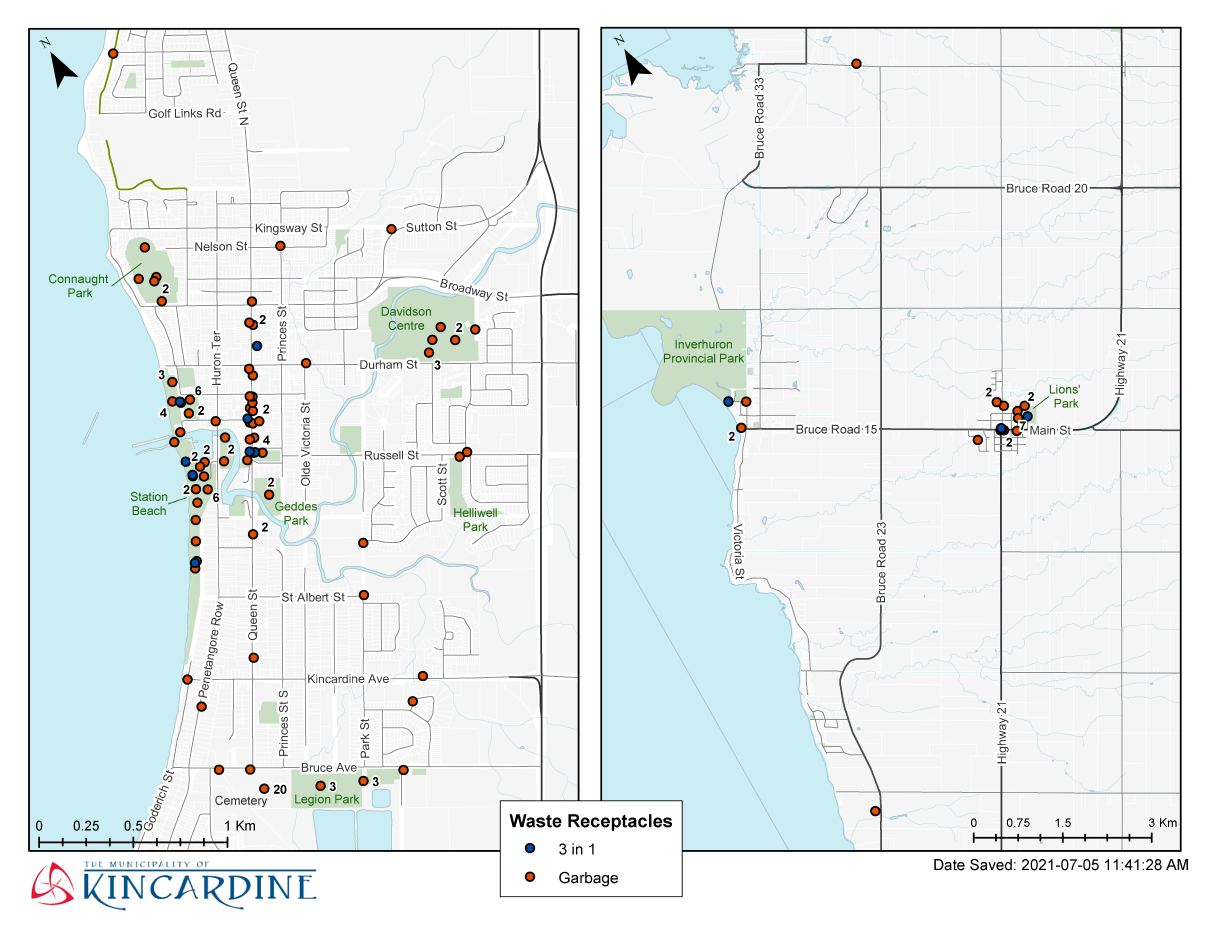 N
Queen St N
Golf Links Rd
Kingsway St
Sutton St
Nelson St
Connaught
Park
2
Broadway St
Princes St
2
Davidson
Centre
2
Huron Ter
Durham St
3
3
6
2
4
2
Olde Victoria St
4
2
2
2
Russell St
Scott St
2
6
Station
Beach
2
Geddes
Park
Helliwell
Park
2
St Albert St
Queen St
Penetangore Row
Kincardine Ave
Princes St S
Park St
Bruce Ave
3
3
20
Cemetery
Legion Park
Goderich St
0 0.25 0.5 1 Km
N
Bruce Road 33
Bruce Road 20
Highway 21
Inverhuron
Provincial Park
Lions'
Park
2
2
7
2
Bruce Road 15
Main St
2
Victoria St
Bruce Road 23
Highway 21
0 0.75 1.5 3 Km
Waste Receptacles
3 in 1
Garbage
THE MUNICIPALITY OF
KINCARDINE
Date Saved: 2021-07-05 11:41:28 AM